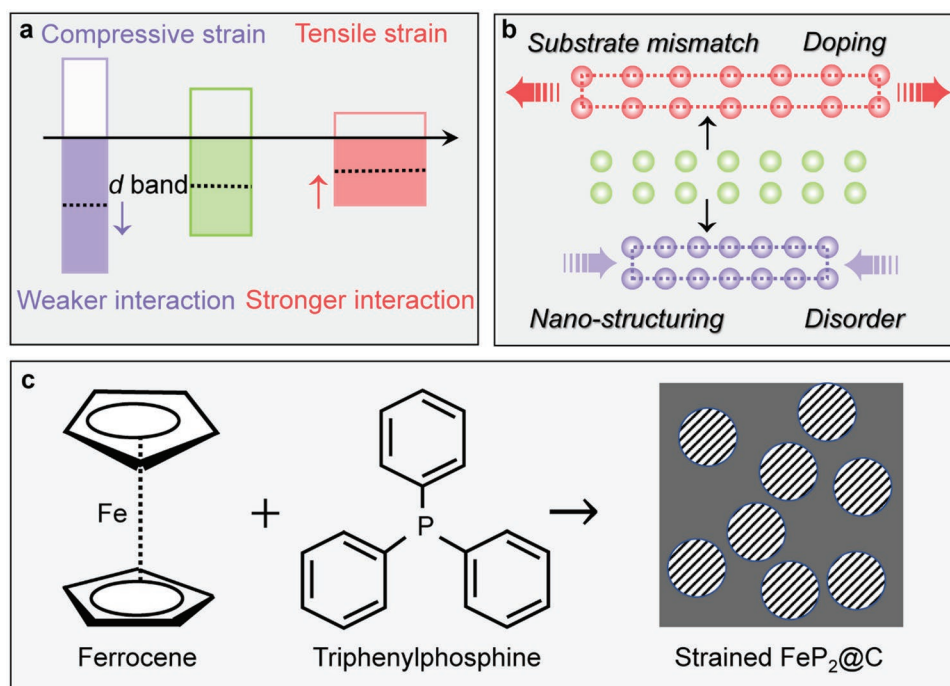 a
Compressive strain
Tensile strain
d band
Weaker interaction
Stronger interaction
b
Substrate mismatch
Doping
Nano-structuring
Disorder
c
Fe
+
P
Ferrocene
Triphenylphosphine
Strained FeP₂@C